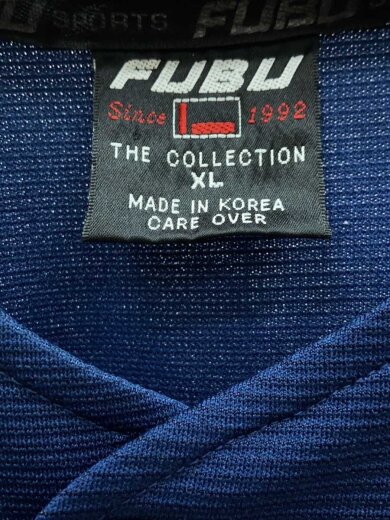 FUBU
SPORTS
FUBU
Since 1992
THE COLLECTION
XL
MADE IN KOREA
CARE OVER